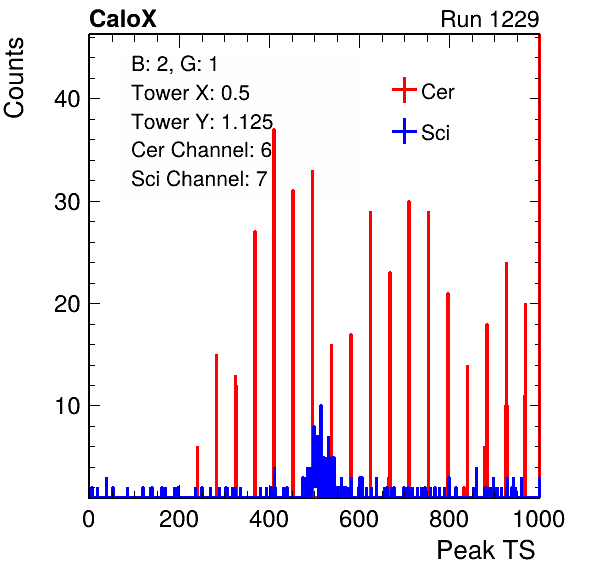 CaloX
Run 1229
Counts
B: 2, G: 1
Tower X: 0.5
Tower Y: 1.125
Cer Channel: 6
Sci Channel: 7
Cer
Sci
40
30
20
10
0 200 400 600 800 1000
Peak TS